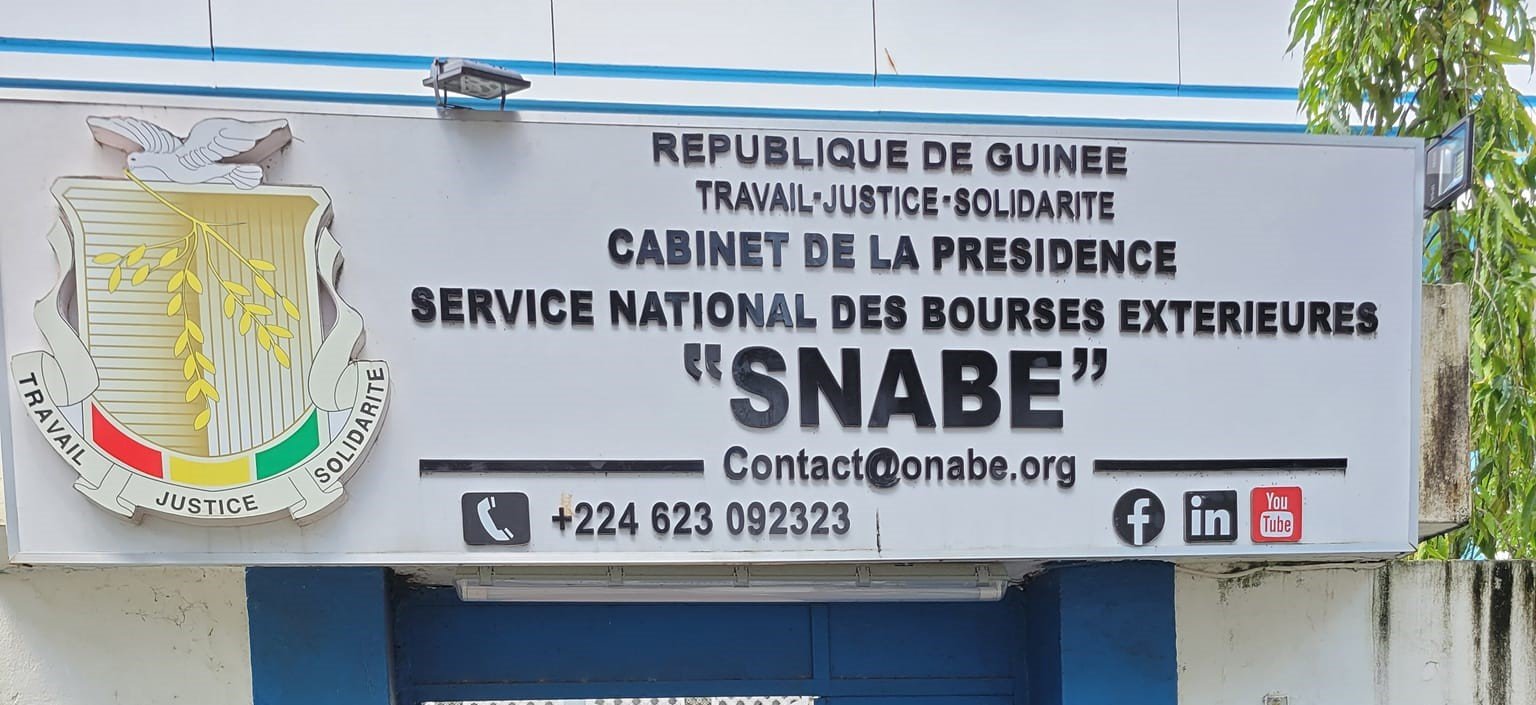 REPUBLIQUE DE GUINEE
TRAVAIL-JUSTICE-SOLIDARITE
CABINET DE LA PRESIDENCE
SERVICE NATIONAL DES BOURSES EXTERIEURES
"SNABE"
Contact@onabe.org
+224 623 092323
f
in
You
Tube
TRAVAIL
JUSTICE
SOLIDARITE